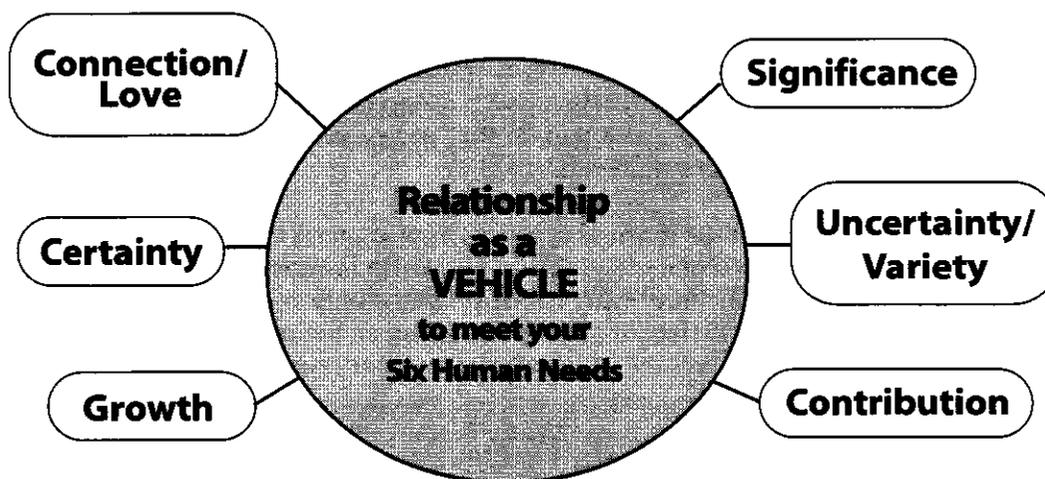 Connection/
Love
Certainty
Growth
Relationship
as a
VEHICLE
to meet your
Six Human Needs
Significance
Uncertainty/
Variety
Contribution